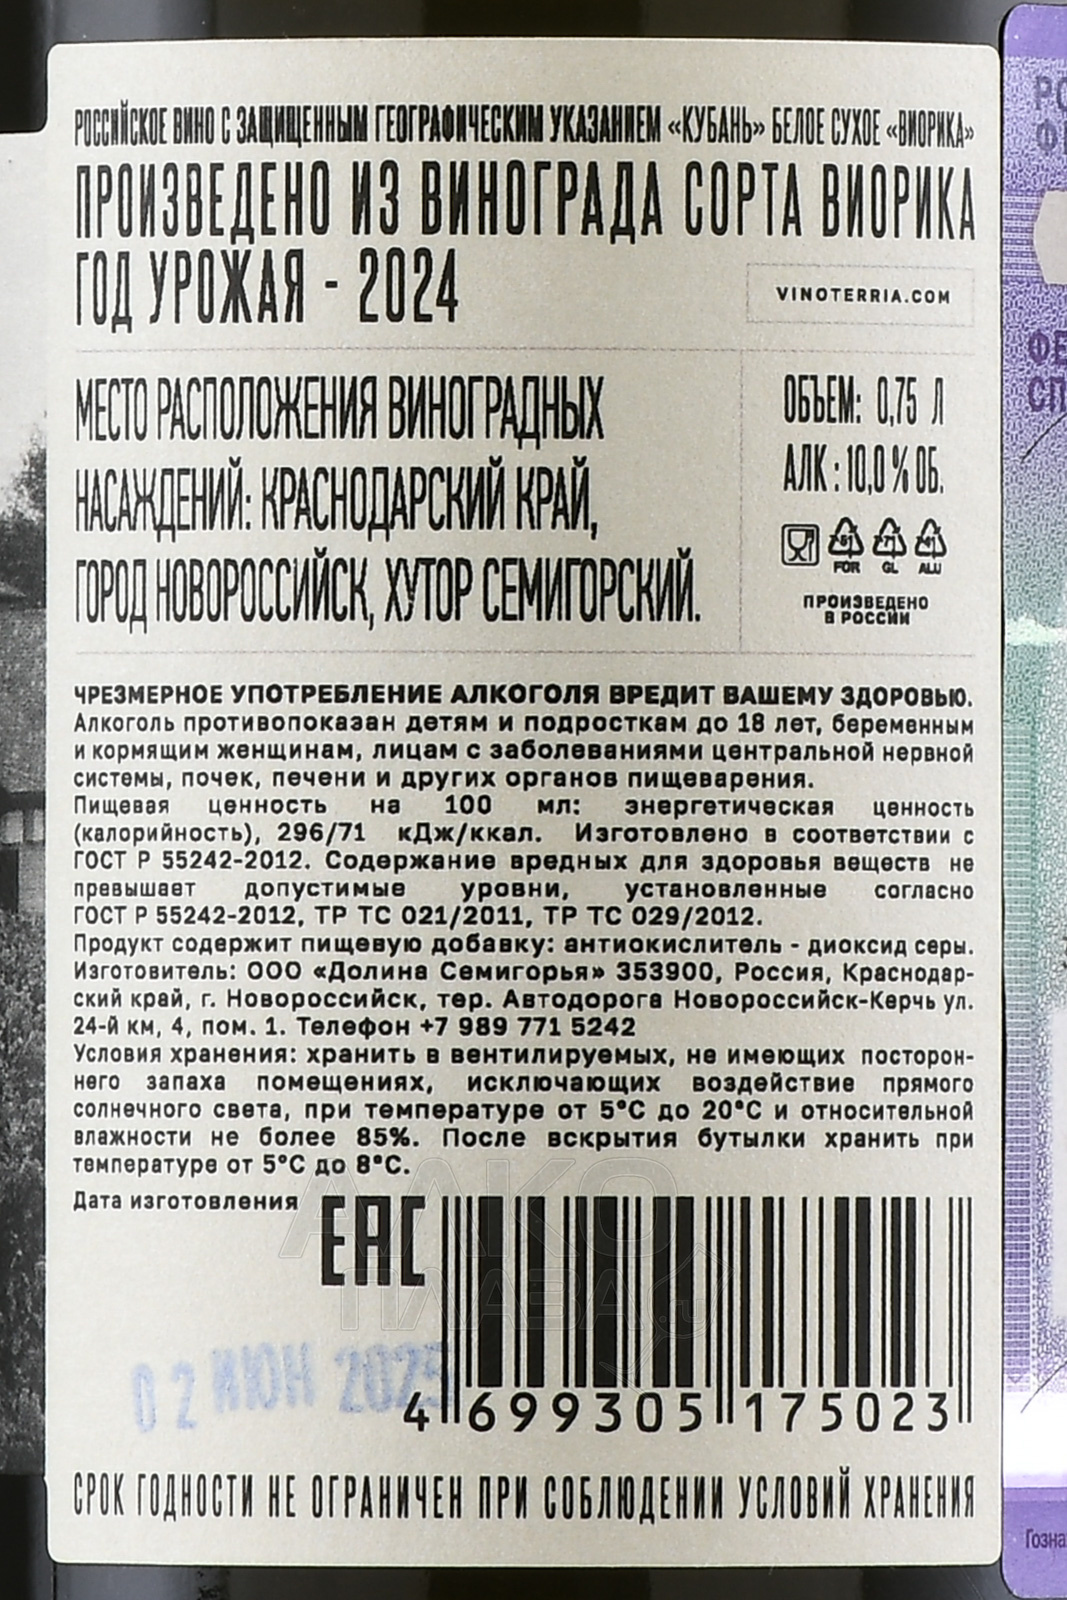 РОССИЙСКОЕ ВИНО С ЗАЩИЩЕННЫМ ГЕОГРАФИЧЕСКИМ УКАЗАНИЕМ «КУБАНЬ» БЕЛОЕ СУХОЕ «ВИОРИКА»
ПРОИЗВЕДЕНО ИЗ ВИНОГРАДА СОРТА ВИОРИКА
ГОД УРОЖАЯ - 2024
VINOTERRIA.COM
МЕСТО РАСПОЛОЖЕНИЯ ВИНОГРАДНЫХ
НАСАЖДЕНИЙ: КРАСНОДАРСКИЙ КРАЙ,
ГОРОД НОВОРОССИЙСК, ХУТОР СЕМИГОРСКИЙ.
ОБЪЕМ: 0,75 Л
АЛК : 10,0 % ОБ.
FOR GL ALU
ПРОИЗВЕДЕНО
В РОССИИ
ЧРЕЗМЕРНОЕ УПОТРЕБЛЕНИЕ АЛКОГОЛЯ ВРЕДИТ ВАШЕМУ ЗДОРОВЬЮ.
Алкоголь противопоказан детям и подросткам до 18 лет, беременным
и кормящим женщинам, лицам с заболеваниями центральной нервной
системы, почек, печени и других органов пищеварения.
Пищевая ценность на 100 мл: энергетическая ценность
(калорийность), 296/71 кДж/ккал. Изготовлено в соответствии с
ГОСТ Р 55242-2012. Содержание вредных для здоровья веществ не
превышает допустимые уровни, установленные согласно
ГОСТ Р 55242-2012, ТР ТС 021/2011, ТР ТС 029/2012.
Продукт содержит пищевую добавку: антиокислитель - диоксид серы.
Изготовитель: ООО «Долина Семигорья» 353900, Россия, Краснодар-
ский край, г. Новороссийск, тер. Автодорога Новороссийск-Керчь ул.
24-й км, 4, пом. 1. Телефон +7 989 771 5242
Условия хранения: хранить в вентилируемых, не имеющих посторон-
него запаха помещениях, исключающих воздействие прямого
солнечного света, при температуре от 5°C до 20°C и относительной
влажности не более 85%. После вскрытия бутылки хранить при
температуре от 5°C до 8°C.
Дата изготовления
EAC
АЛКО
ПЛАЗА.ru
02 ИЮН 2025
4 699305 175023
СРОК ГОДНОСТИ НЕ ОГРАНИЧЕН ПРИ СОБЛЮДЕНИИ УСЛОВИЙ ХРАНЕНИЯ